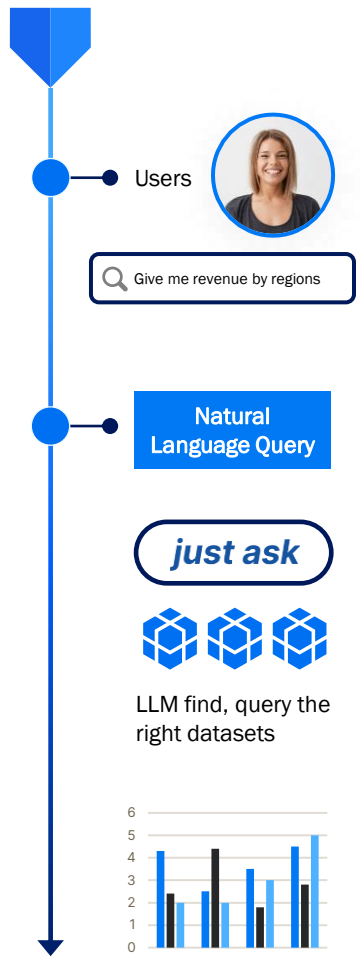 Users
Give me revenue by regions
Natural
Language Query
just ask
LLM find, query the
right datasets
6
5
4
3
2
1
0